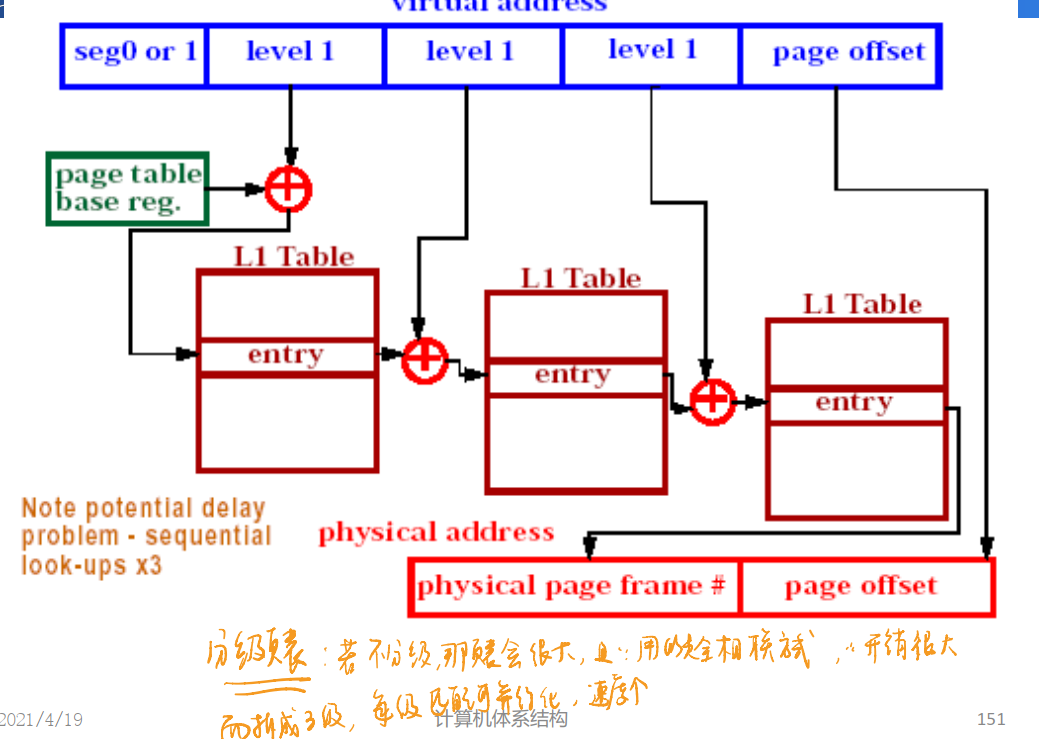 virtual address
seg0 or 1 level 1 level 1 level 1 page offset
page table
base reg.
L1 Table
L1 Table
L1 Table
entry
entry
entry
Note potential delay
problem - sequential
look-ups x3
physical address
physical page frame # page offset
分级页表：若不分级,那页表会很大,且∵用的是全相联式,∴开销很大
而拆成3级,每级匹配可并行化,速度个
2021/4/19 计算机体系结构 151